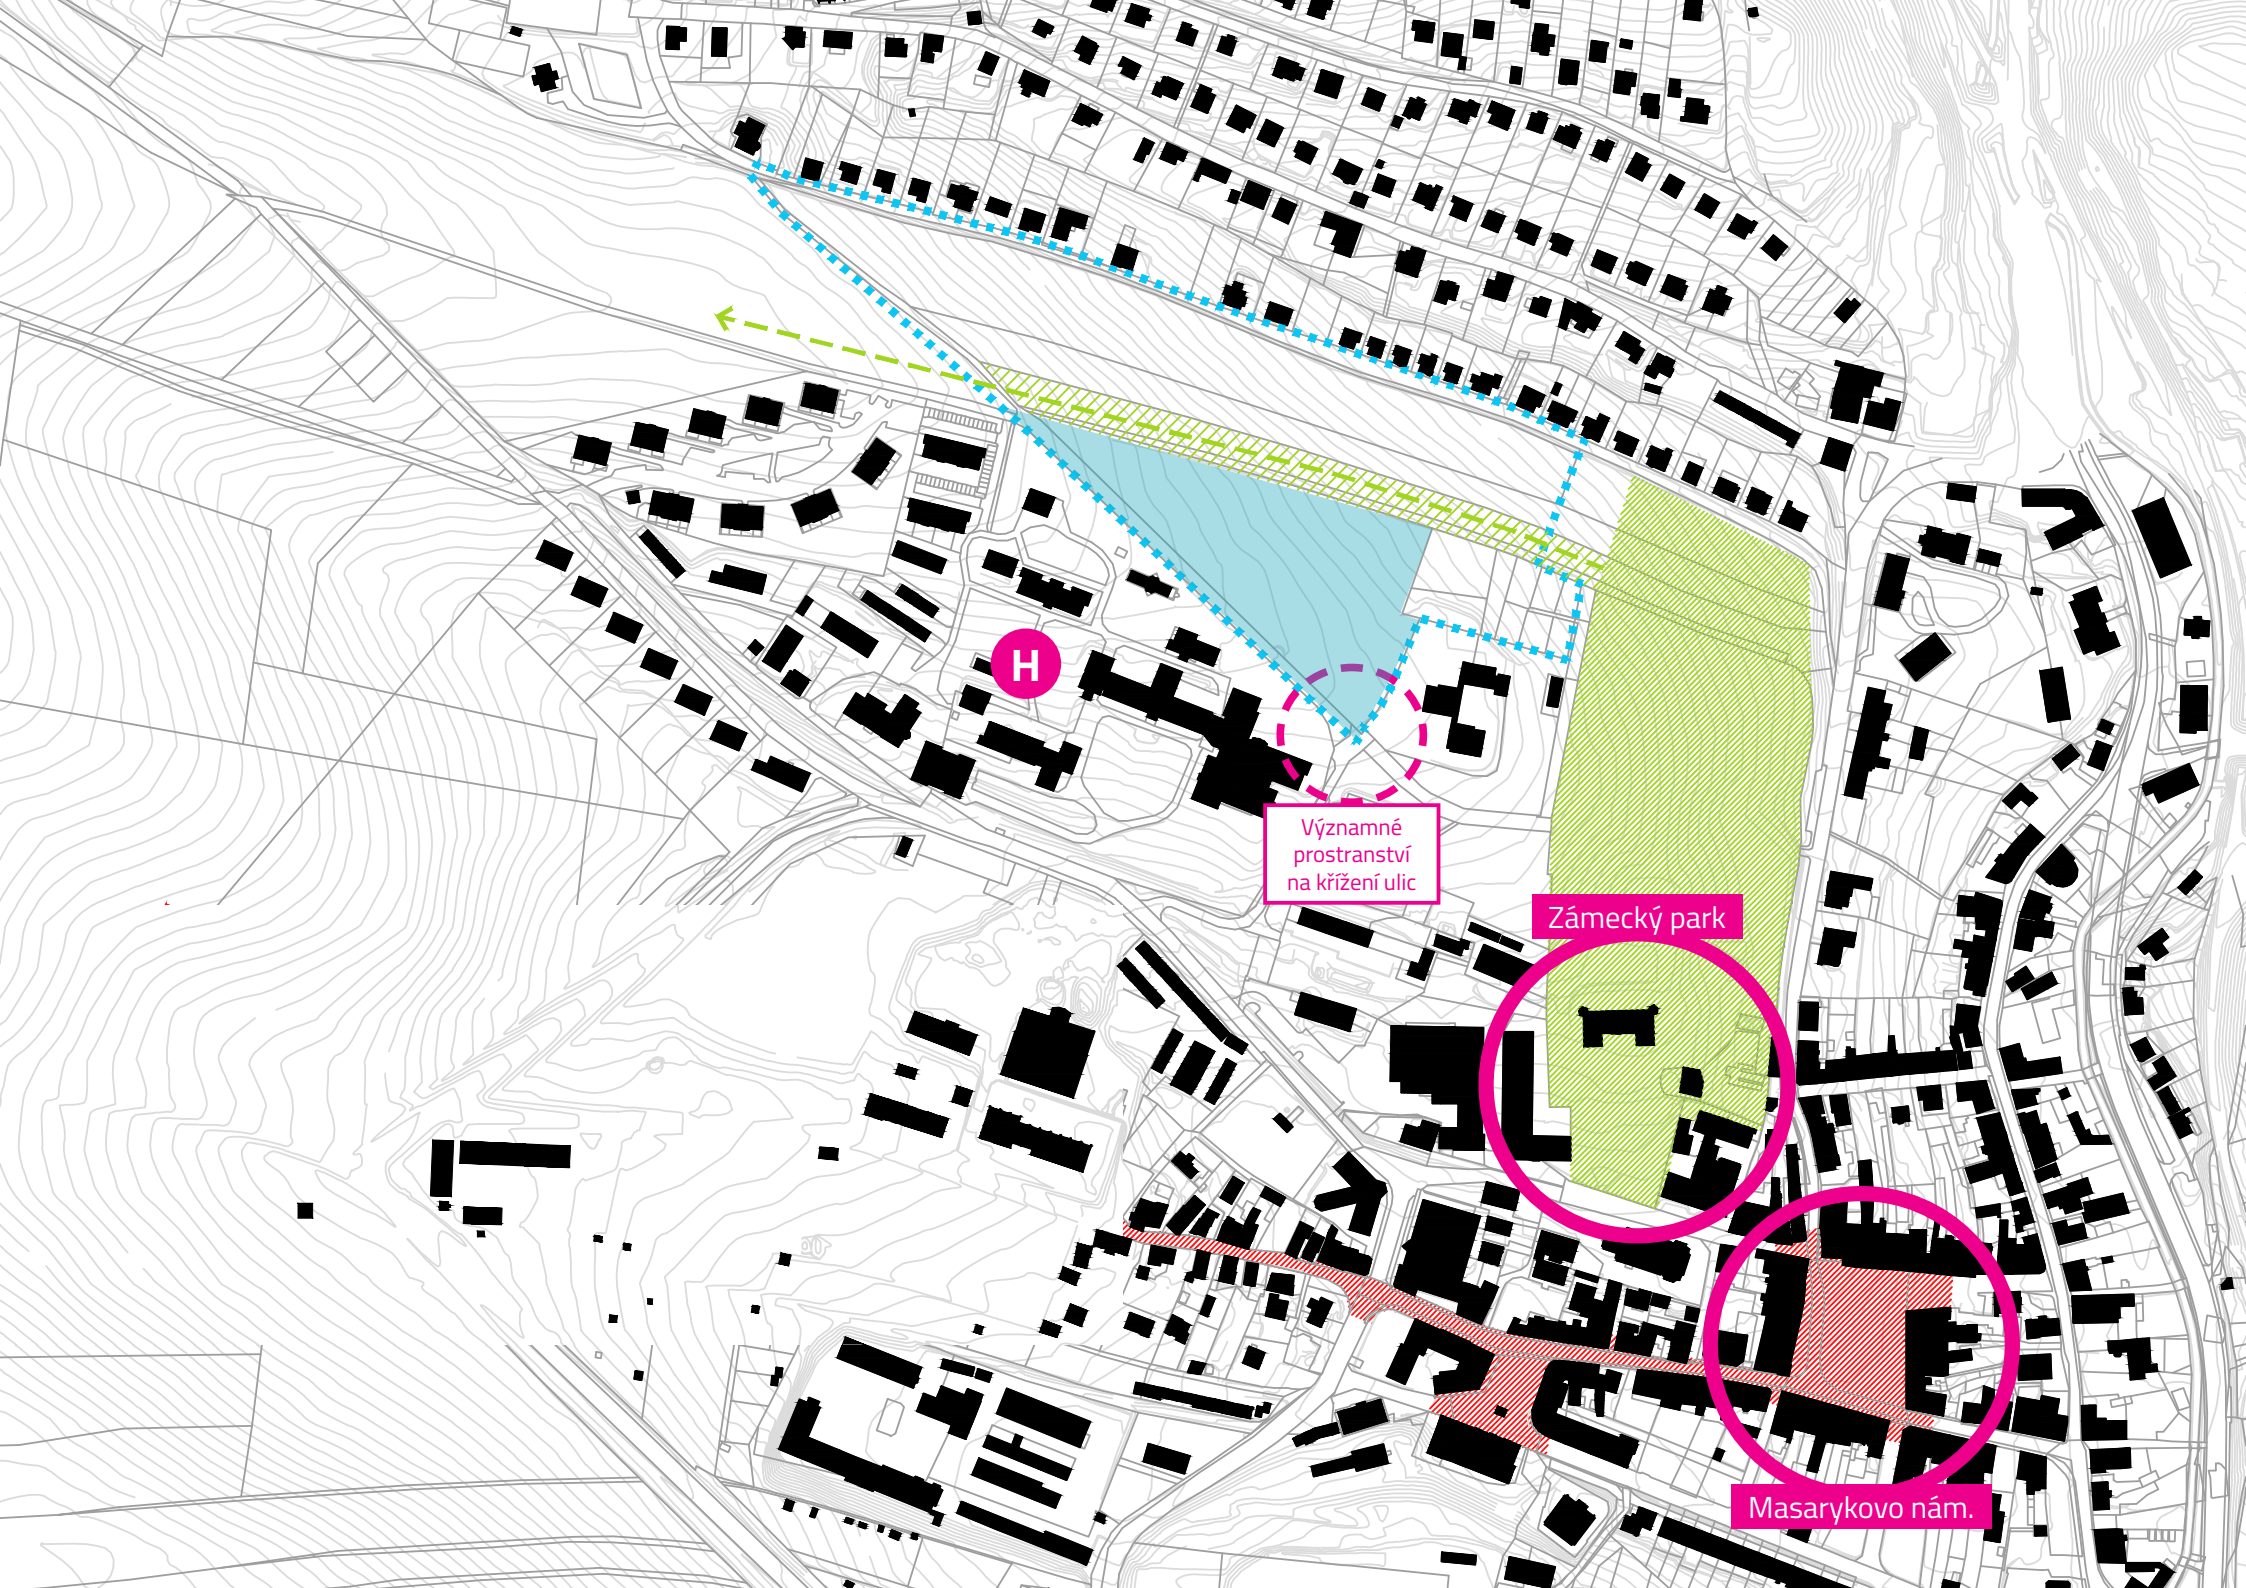 H
Významné
prostranství
na křížení ulic
Zámecký park
Masarykovo nám.